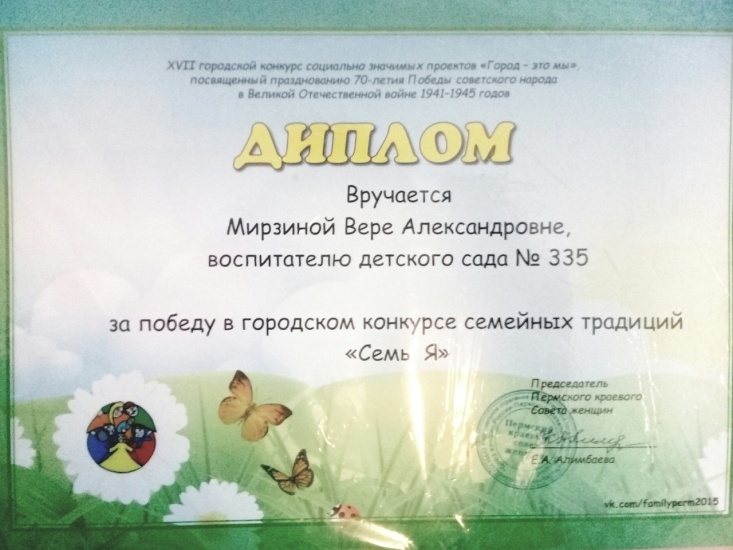 XVII городской конкурс социально значимых проектов «Город – это мы»,
посвященный празднованию 70-летия Победы советского народа
в Великой Отечественной войне 1941-1945 годов
ДИПЛОМ
Вручается
Мирзиной Вере Александровне,
воспитателю детского сада № 335
за победу в городском конкурсе семейных традиций
«Семь Я»
Председатель
Пермского краевого
Совета женщин
Е.А. Алимбаева
vk.com/familyperm2015